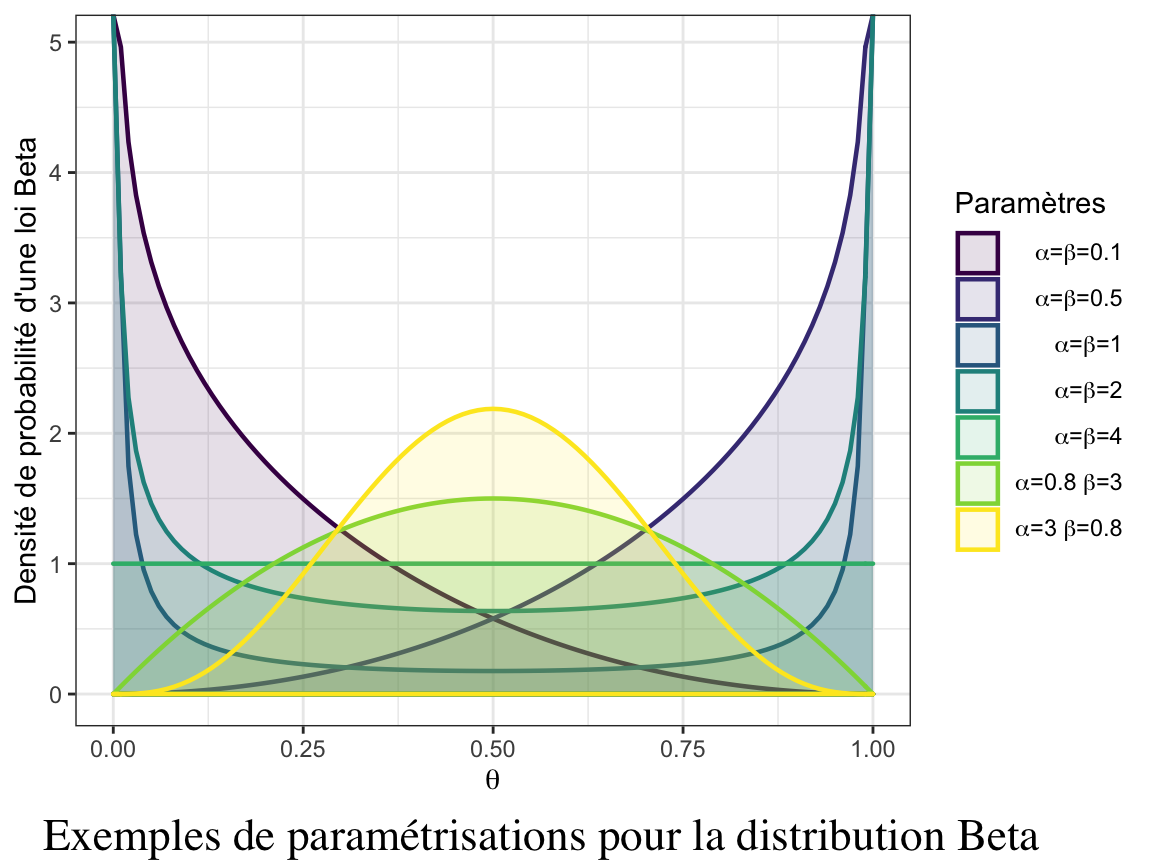 5
4
3
2
1
0
Densité de probabilité d'une loi Beta
0.00 0.25 0.50 0.75 1.00
θ
Paramètres
α=β=0.1
α=β=0.5
α=β=1
α=β=2
α=β=4
α=0.8 β=3
α=3 β=0.8
Exemples de paramétrisations pour la distribution Beta